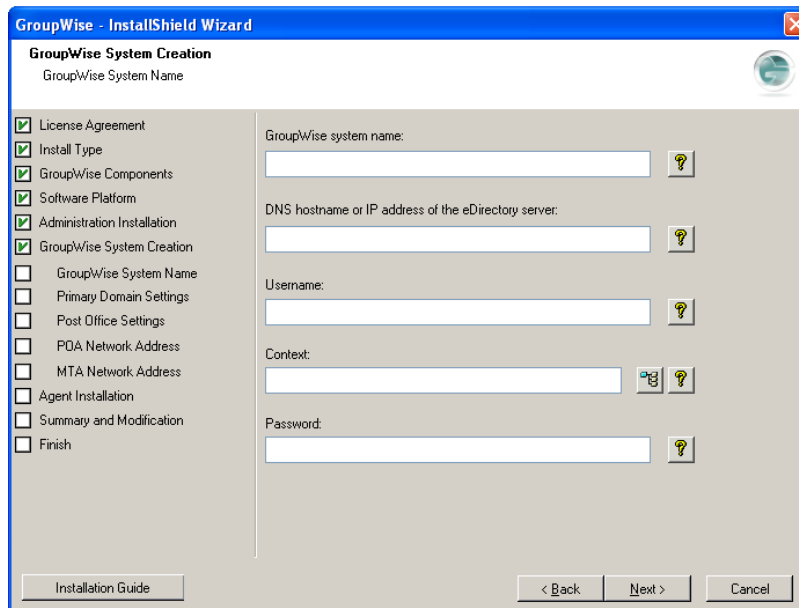 GroupWise - InstallShield Wizard
GroupWise System Creation
GroupWise System Name
License Agreement
Install Type
GroupWise Components
Software Platform
Administration Installation
GroupWise System Creation
GroupWise System Name
Primary Domain Settings
Post Office Settings
POA Network Address
MTA Network Address
Agent Installation
Summary and Modification
Finish
GroupWise system name:
?
DNS hostname or IP address of the eDirectory server:
?
Username:
?
Context:
?
Password:
?
Installation Guide
< Back
Next >
Cancel